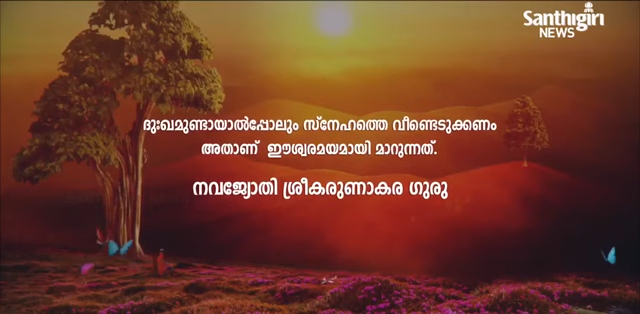 Santhigiri
NEWS
ദുഃഖമുണ്ടായാൽപ്പോലും സ്നേഹത്തെ വീണ്ടെടുക്കണം
അതാണ് ഈശ്വരമയമായി മാറുന്നത്.
നവജ്യോതി ശ്രീകരുണാകര ഗുരു